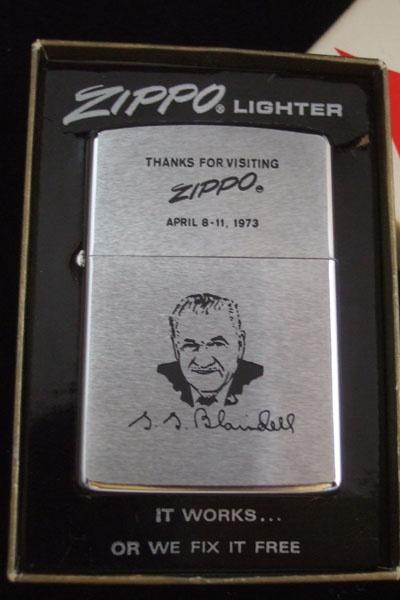 ZIPPO® LIGHTER
THANKS FOR VISITING
ZIPPO®
APRIL 8-11, 1973
G. G. Blaisdell
IT WORKS...
OR WE FIX IT FREE